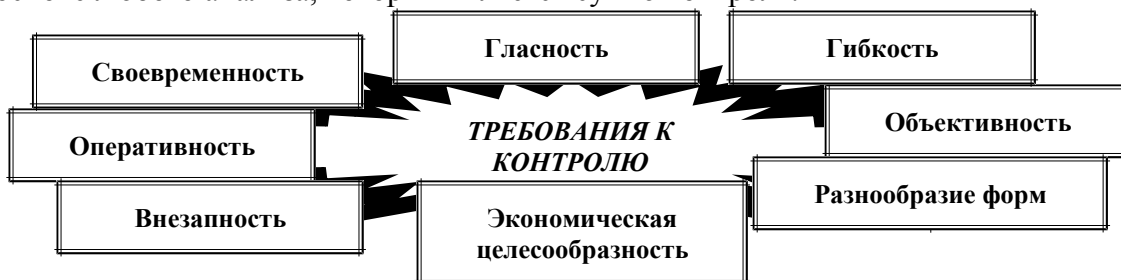 Гласность
Гибкость
Своевременность
Объективность
ТРЕБОВАНИЯ К
КОНТРОЛЮ
Оперативность
Разнообразие форм
Внезапность
Экономическая
целесообразность